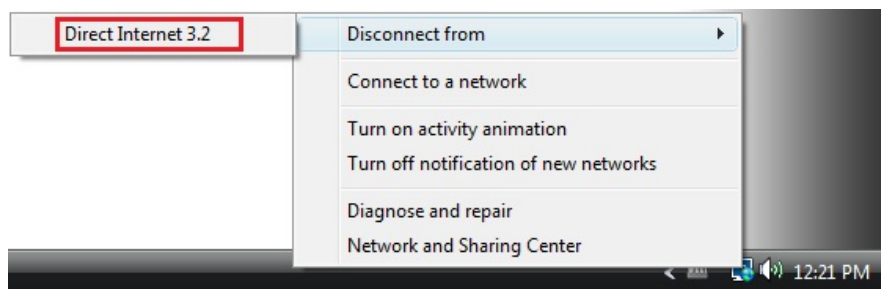 Direct Internet 3.2
Disconnect from
Connect to a network
Turn on activity animation
Turn off notification of new networks
Diagnose and repair
Network and Sharing Center
12:21 PM